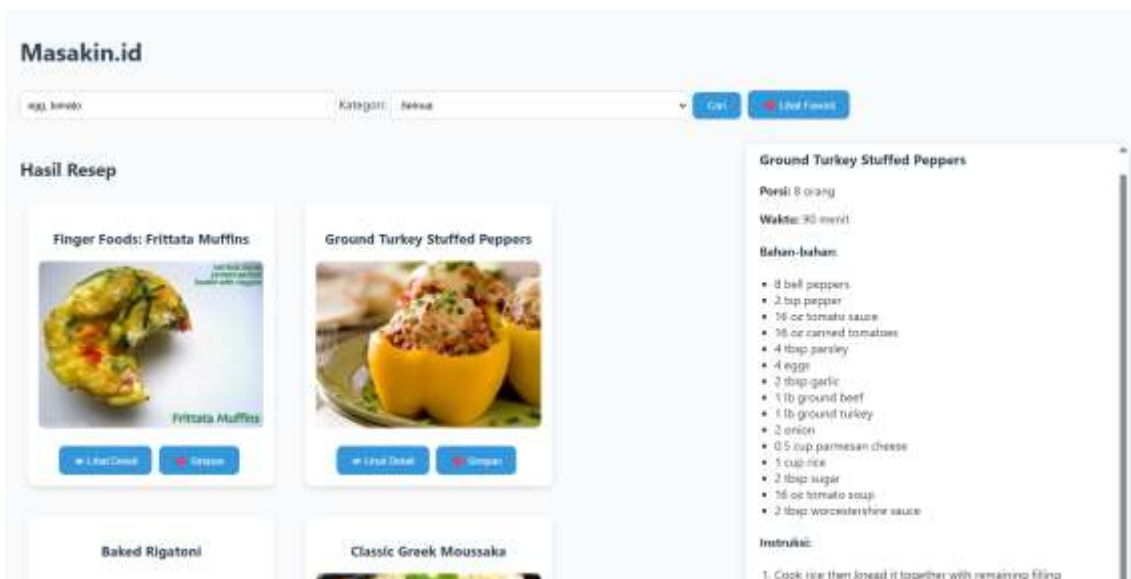 Masakin.id
egg, tomato
Kategori: Semua
Cari
Lihat Favorit
Hasil Resep
Finger Foods: Frittata Muffins
Frittata Muffins
Lihat Detail
Simpan
Ground Turkey Stuffed Peppers
Lihat Detail
Simpan
Baked Rigatoni
Classic Greek Moussaka
Ground Turkey Stuffed Peppers
Porsi: 8 orang
Waktu: 90 menit
Bahan-bahan:
8 bell peppers
2 tsp pepper
16 oz tomato sauce
16 oz canned tomatoes
4 tbsp parsley
4 eggs
2 tbsp garlic
1 lb ground beef
1 lb ground turkey
2 onion
0.5 cup parmesan cheese
1 cup rice
2 tbsp sugar
16 oz tomato soup
2 tbsp worcestershire sauce
Instruksi:
1. Cook rice then knead it together with remaining filling